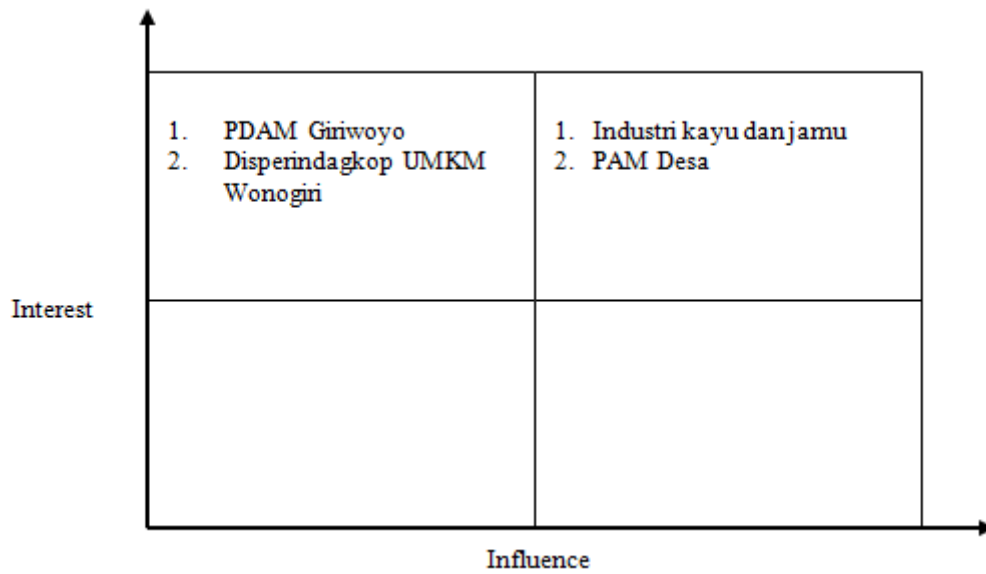 1. PDAM Giriwoyo
2. Disperindagkop UMKM
Wonogiri
1. Industri kayu dan jamu
2. PAM Desa
Interest
Influence